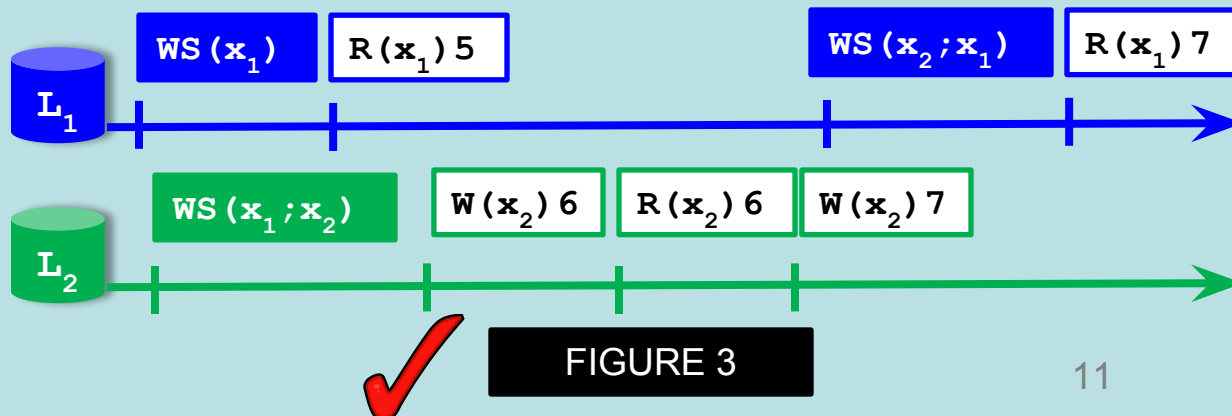 WS(x₁) R(x₁)5 WS(x₂;x₁) R(x₁)7
L₁
WS(x₁;x₂) W(x₂)6 R(x₂)6 W(x₂)7
L₂
FIGURE 3
11